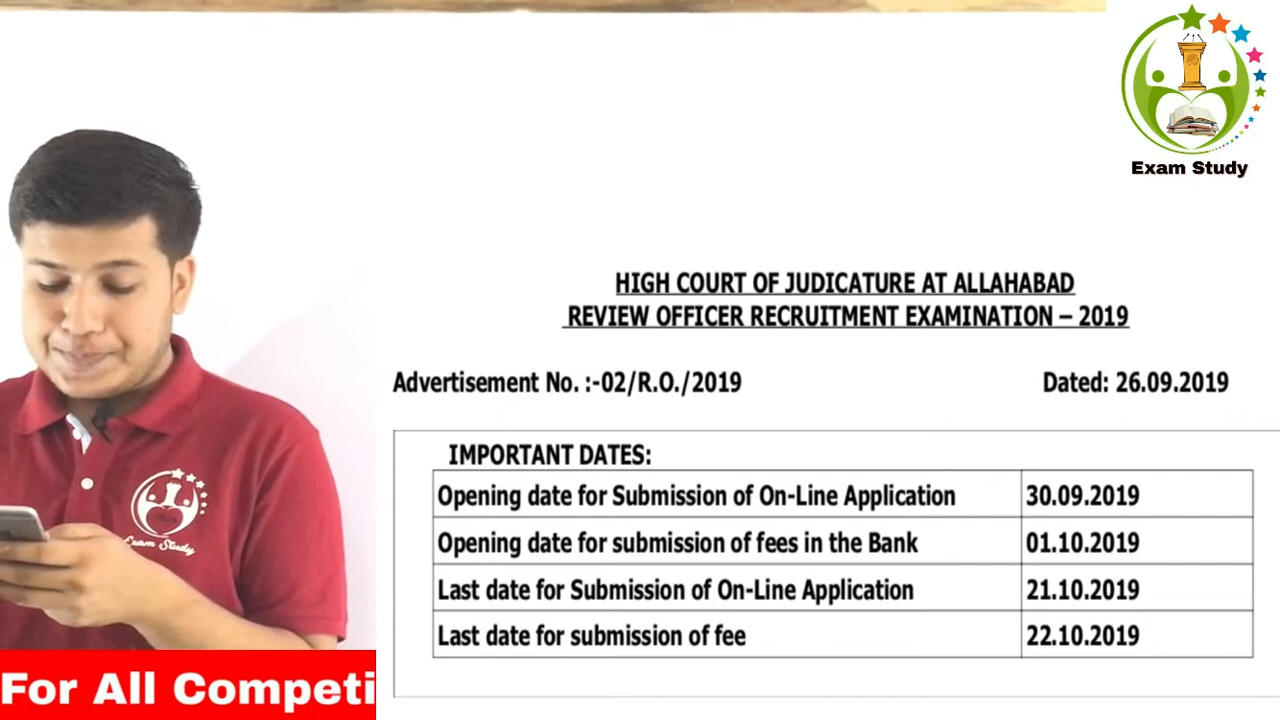 Exam Study
HIGH COURT OF JUDICATURE AT ALLAHABAD
REVIEW OFFICER RECRUITMENT EXAMINATION – 2019
Advertisement No. :-02/R.O./2019 Dated: 26.09.2019
IMPORTANT DATES:
Opening date for Submission of On-Line Application 30.09.2019
Opening date for submission of fees in the Bank 01.10.2019
Last date for Submission of On-Line Application 21.10.2019
Last date for submission of fee 22.10.2019
Exam Study
For All Competi